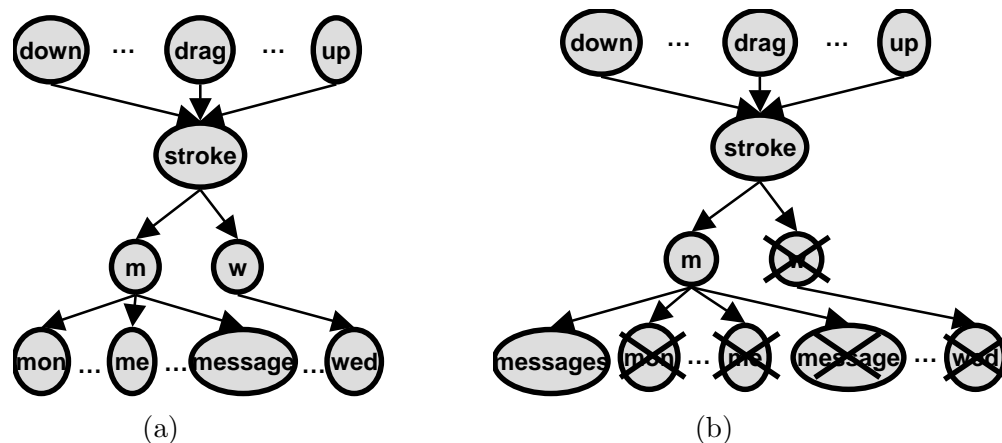 down ... drag ... up
stroke
m w
mon ... me ... message ... wed
(a)
down ... drag ... up
stroke
m w
messages mon ... me message ... wed
(b)